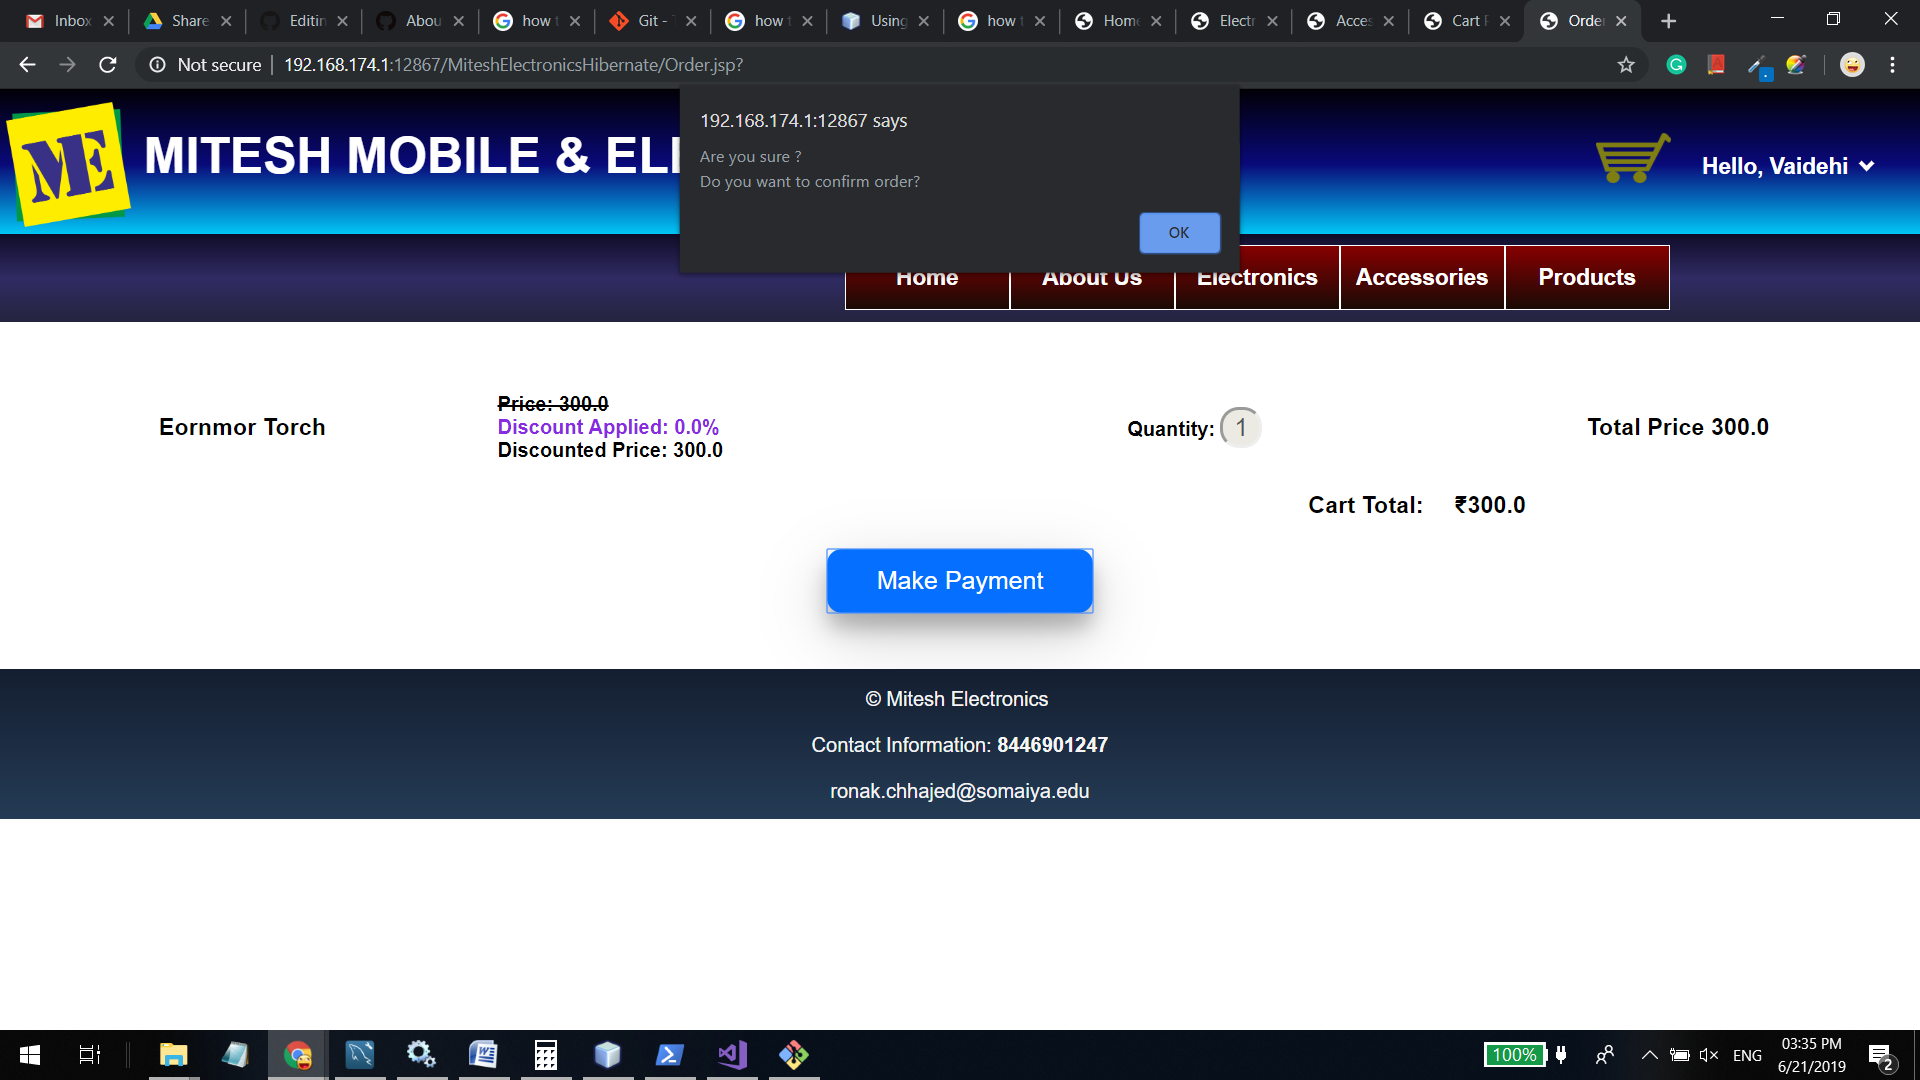 Inbox
Share
Editin
Abou
how t
Git -
how t
Using
how t
Home
Electr
Acces
Cart P
Order
Not secure
192.168.174.1:12867/MiteshElectronicsHibernate/Order.jsp?
ME
MITESH MOBILE & ELE
192.168.174.1:12867 says
Are you sure ?
Do you want to confirm order?
OK
Hello, Vaidehi
Home
About Us
Electronics
Accessories
Products
Eornmor Torch
Price: 300.0
Discount Applied: 0.0%
Discounted Price: 300.0
Quantity: 1
Total Price 300.0
Cart Total: ₹300.0
Make Payment
© Mitesh Electronics
Contact Information: 8446901247
ronak.chhajed@somaiya.edu
100%
ENG
03:35 PM
6/21/2019
2